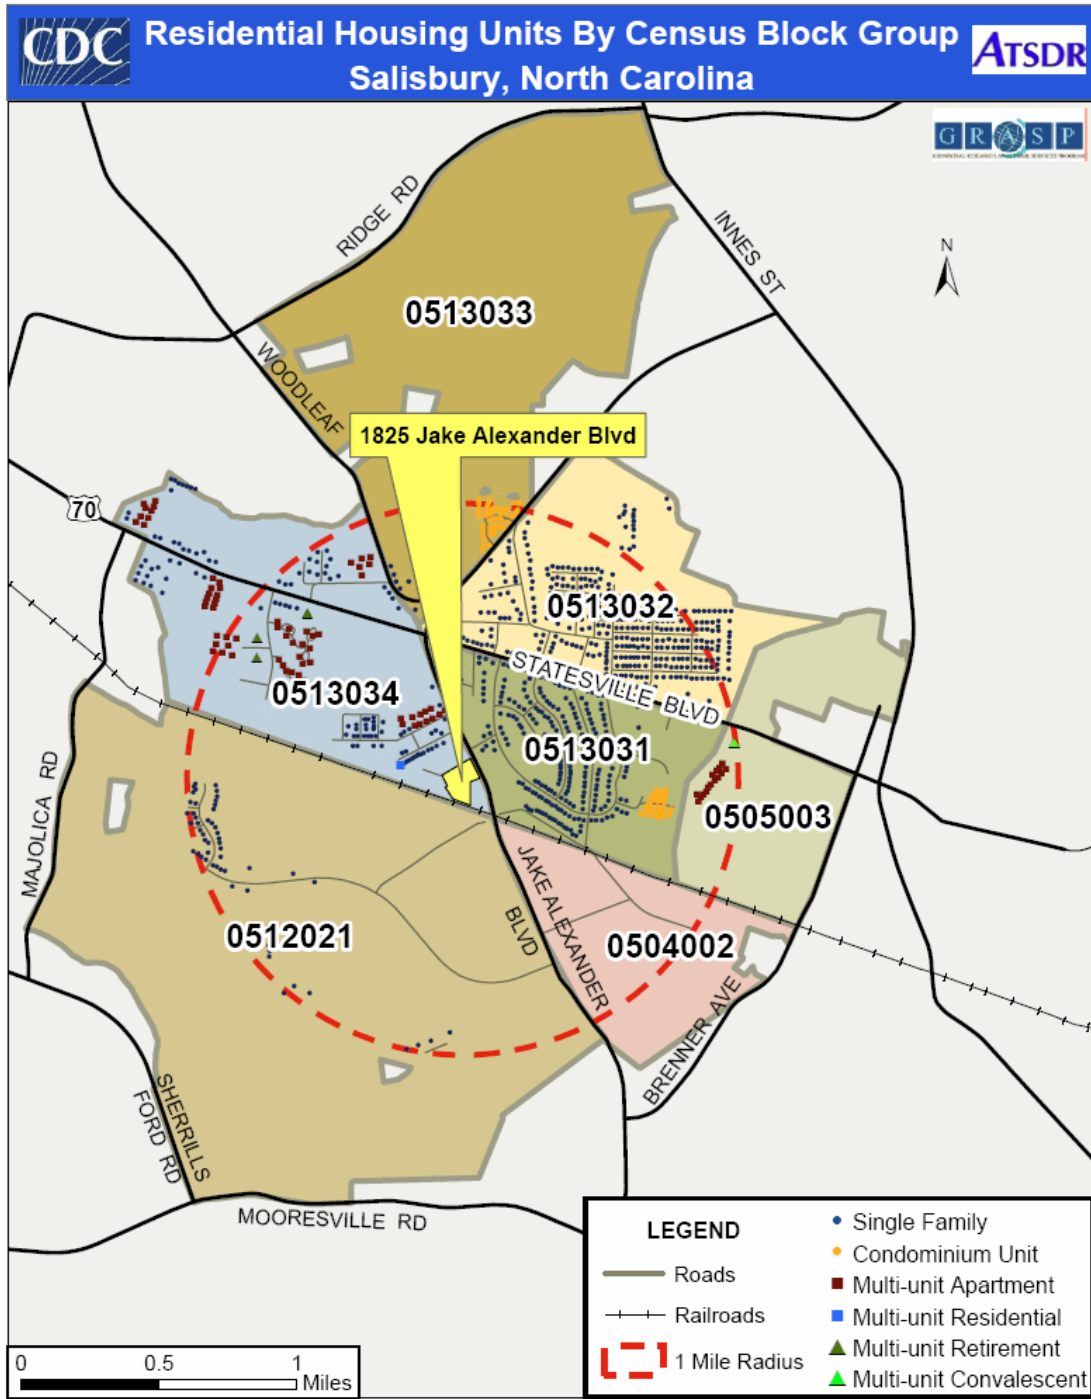 CDC
Residential Housing Units By Census Block Group
Salisbury, North Carolina
ATSDR
GRASP
N
RIDGE RD
INNES ST
0513033
WOODLEAF
1825 Jake Alexander Blvd
70
0513032
STATESVILLE BLVD
0513034
0513031
0505003
MAJOLICA RD
JAKE ALEXANDER
BLVD
0512021
0504002
BRENNER AVE
SHERRILLS
FORD RD
MOORESVILLE RD
LEGEND
Roads
Railroads
1 Mile Radius
Single Family
Condominium Unit
Multi-unit Apartment
Multi-unit Residential
Multi-unit Retirement
Multi-unit Convalescent
0 0.5 1
Miles